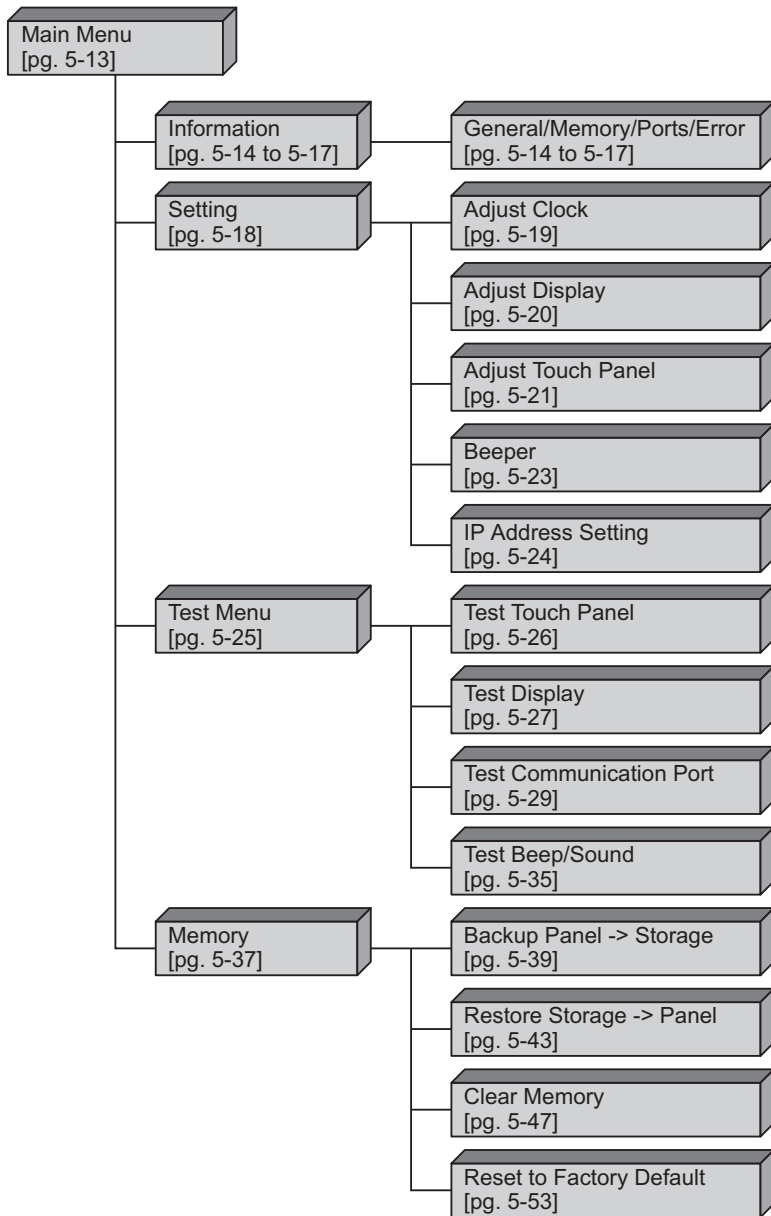 Main Menu
[pg. 5-13]
Information
[pg. 5-14 to 5-17]
General/Memory/Ports/Error
[pg. 5-14 to 5-17]
Setting
[pg. 5-18]
Adjust Clock
[pg. 5-19]
Adjust Display
[pg. 5-20]
Adjust Touch Panel
[pg. 5-21]
Beeper
[pg. 5-23]
IP Address Setting
[pg. 5-24]
Test Menu
[pg. 5-25]
Test Touch Panel
[pg. 5-26]
Test Display
[pg. 5-27]
Test Communication Port
[pg. 5-29]
Test Beep/Sound
[pg. 5-35]
Memory
[pg. 5-37]
Backup Panel -> Storage
[pg. 5-39]
Restore Storage -> Panel
[pg. 5-43]
Clear Memory
[pg. 5-47]
Reset to Factory Default
[pg. 5-53]